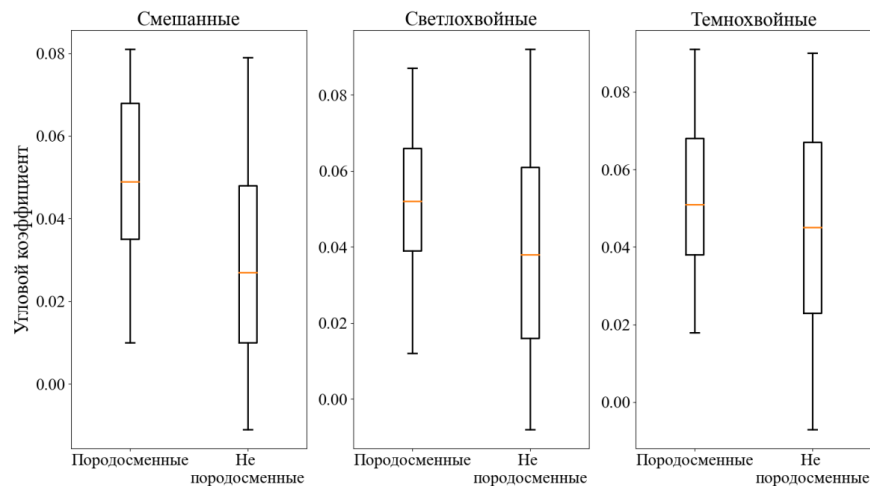 Смешанные
Светлохвойные
Темнохвойные
Угловой коэффициент
0.08
0.06
0.04
0.02
0.00
0.08
0.06
0.04
0.02
0.00
0.08
0.06
0.04
0.02
0.00
Породосменные
Не
породосменные
Породосменные
Не
породосменные
Породосменные
Не
породосменные